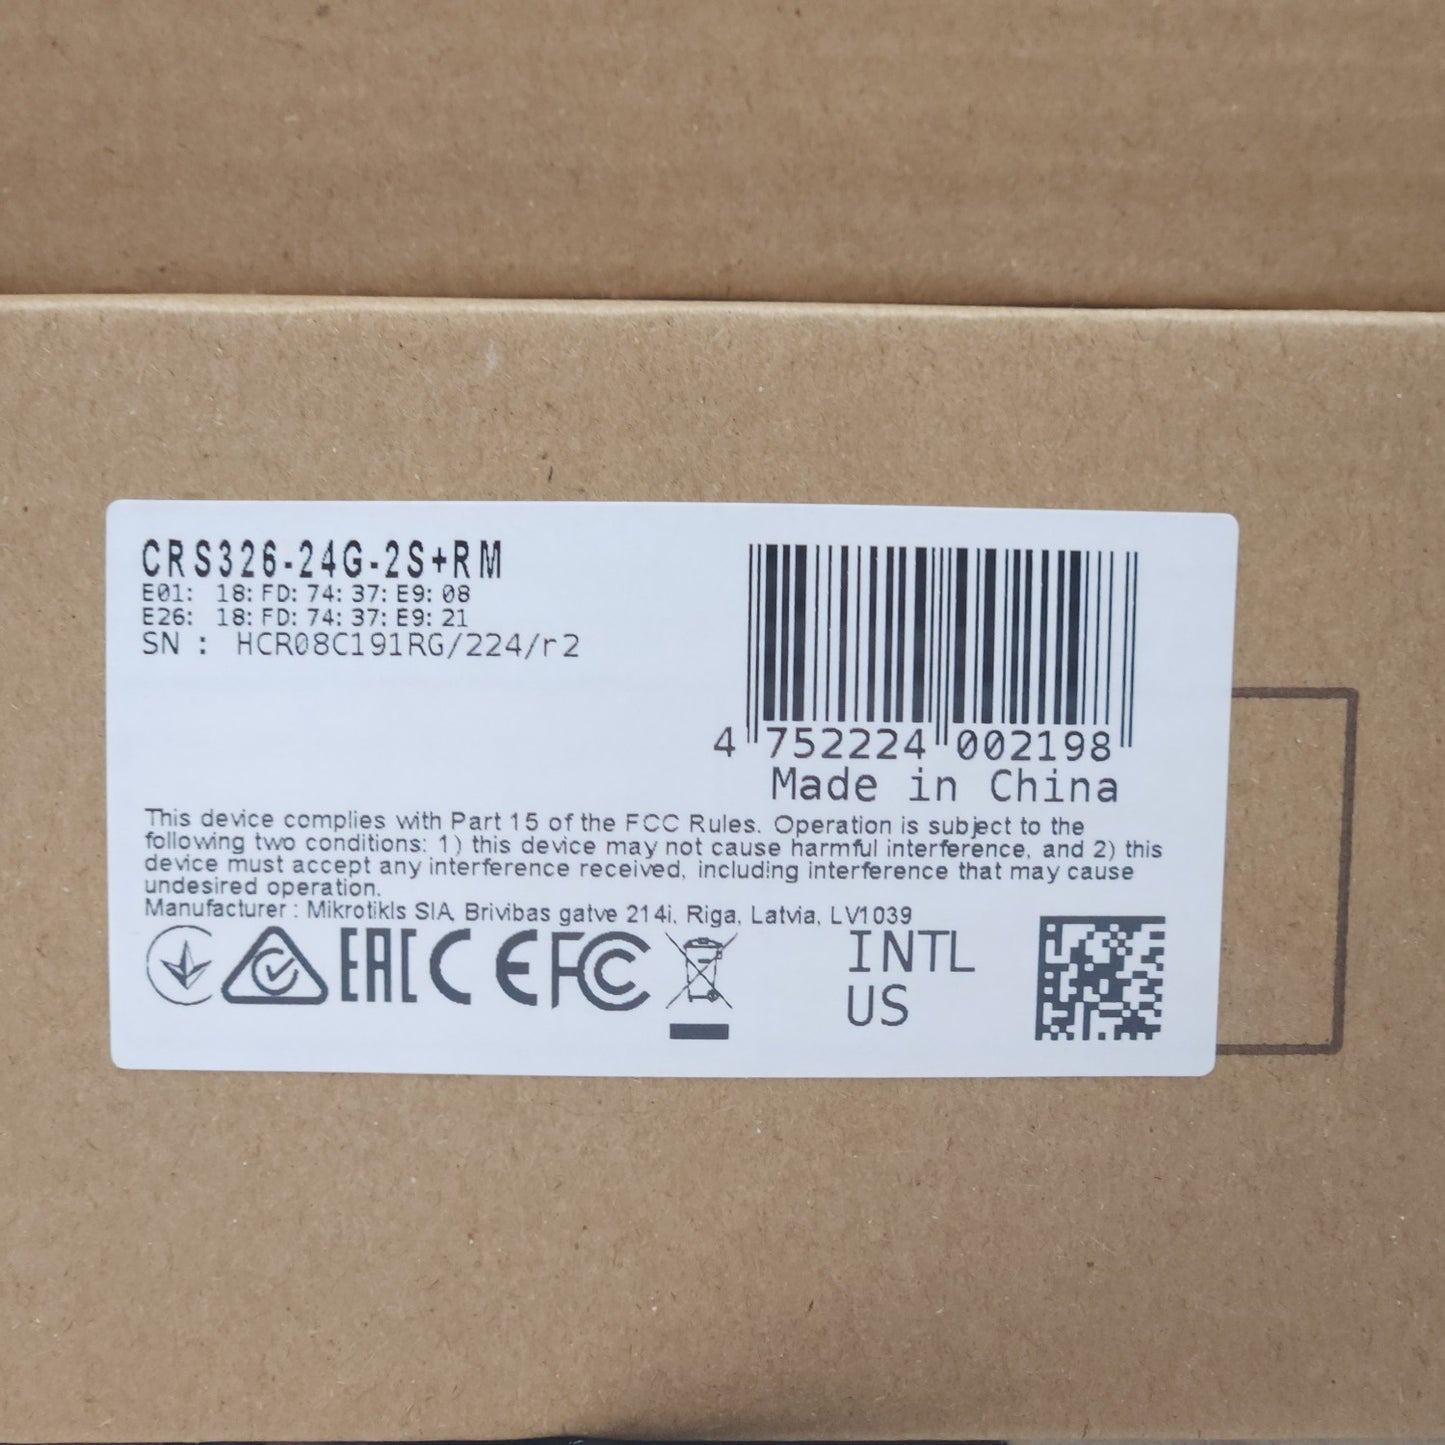 CRS326-24G-2S+RM
E01: 18:FD:74:37:E9:08
E26: 18:FD:74:37:E9:21
SN : HCR08C191RG/224/r2
4 752224 002198
Made in China
This device complies with Part 15 of the FCC Rules. Operation is subject to the
following two conditions: 1) this device may not cause harmful interference, and 2) this
device must accept any interference received, including interference that may cause
undesired operation.
Manufacturer : Mikrotikls SIA, Brivibas gatve 214i, Riga, Latvia, LV1039
EAC CE FC
INTL
US